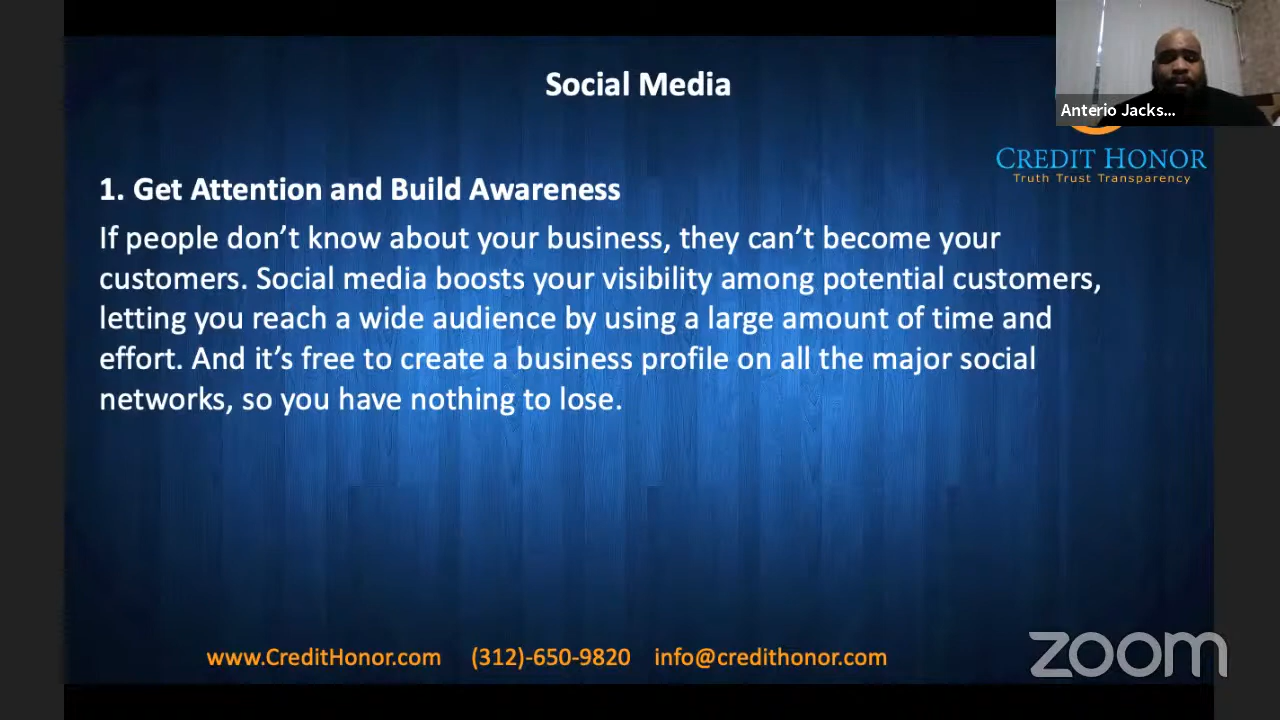 Social Media
Anterio Jacks...
CREDIT HONOR
Truth Trust Transparency
1. Get Attention and Build Awareness
If people don’t know about your business, they can’t become your
customers. Social media boosts your visibility among potential customers,
letting you reach a wide audience by using a large amount of time and
effort. And it’s free to create a business profile on all the major social
networks, so you have nothing to lose.
www.CreditHonor.com (312)-650-9820 info@credithonor.com
zoom